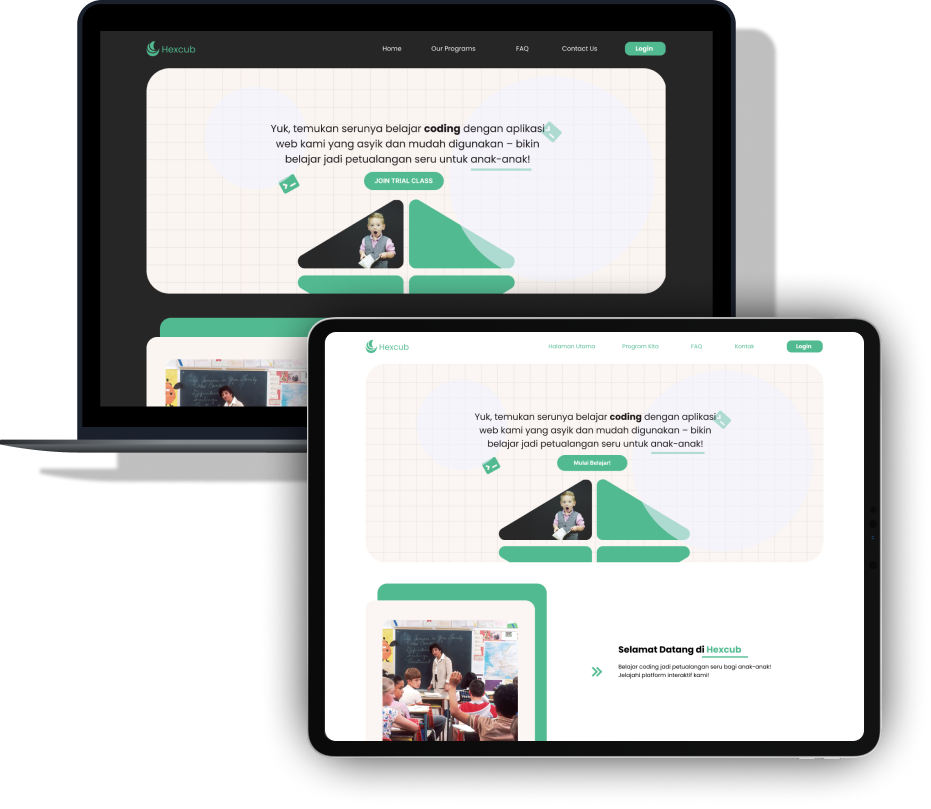 Hexcub
Home Our Programs FAQ Contact Us Login
Yuk, temukan serunya belajar coding dengan aplikasi
web kami yang asyik dan mudah digunakan – bikin
belajar jadi petualangan seru untuk anak-anak!
JOIN TRIAL CLASS
Hexcub
Halaman Utama Program Kita FAQ Kontak Login
Yuk, temukan serunya belajar coding dengan aplikasi
web kami yang asyik dan mudah digunakan – bikin
belajar jadi petualangan seru untuk anak-anak!
Mulai Belajar!
Selamat Datang di Hexcub
Belajar coding jadi petualangan seru bagi anak-anak!
Jelajahi platform interaktif kami!